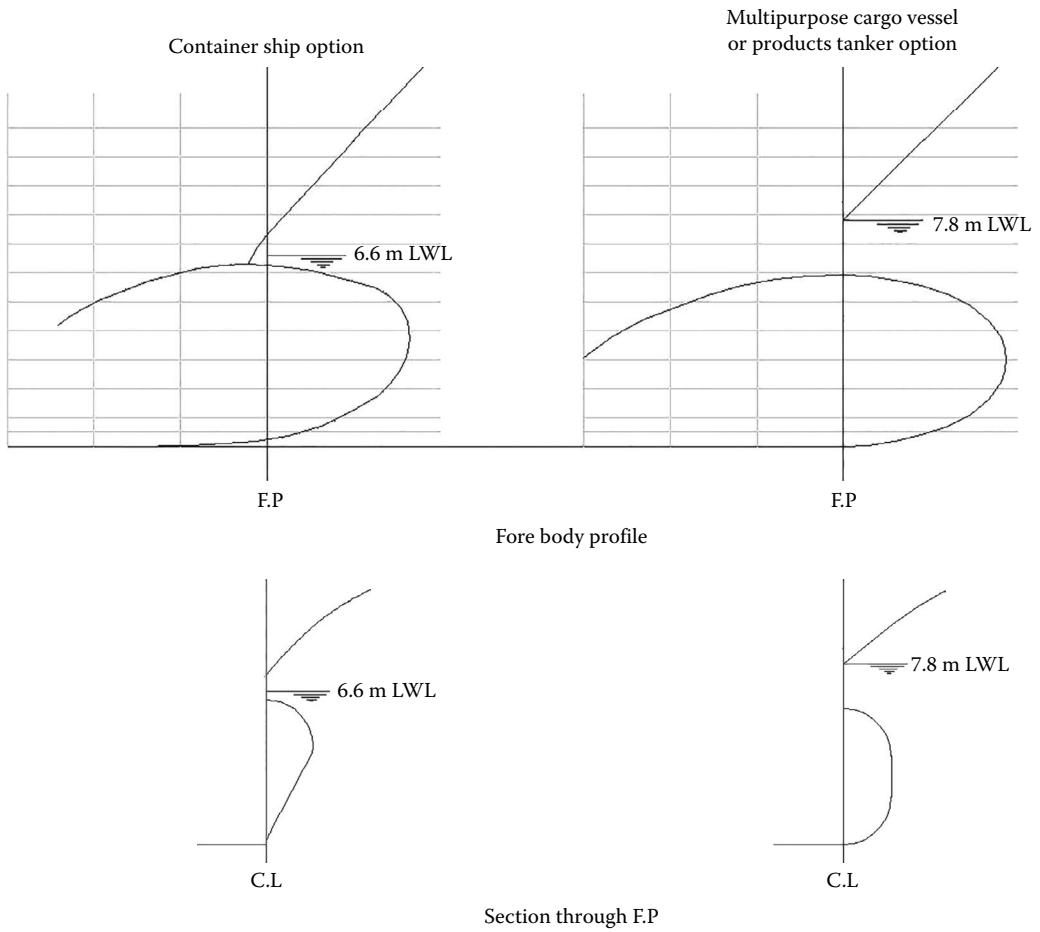 Container ship option
Multipurpose cargo vessel
or products tanker option
6.6 m LWL
7.8 m LWL
F.P
F.P
Fore body profile
6.6 m LWL
7.8 m LWL
C.L
C.L
Section through F.P